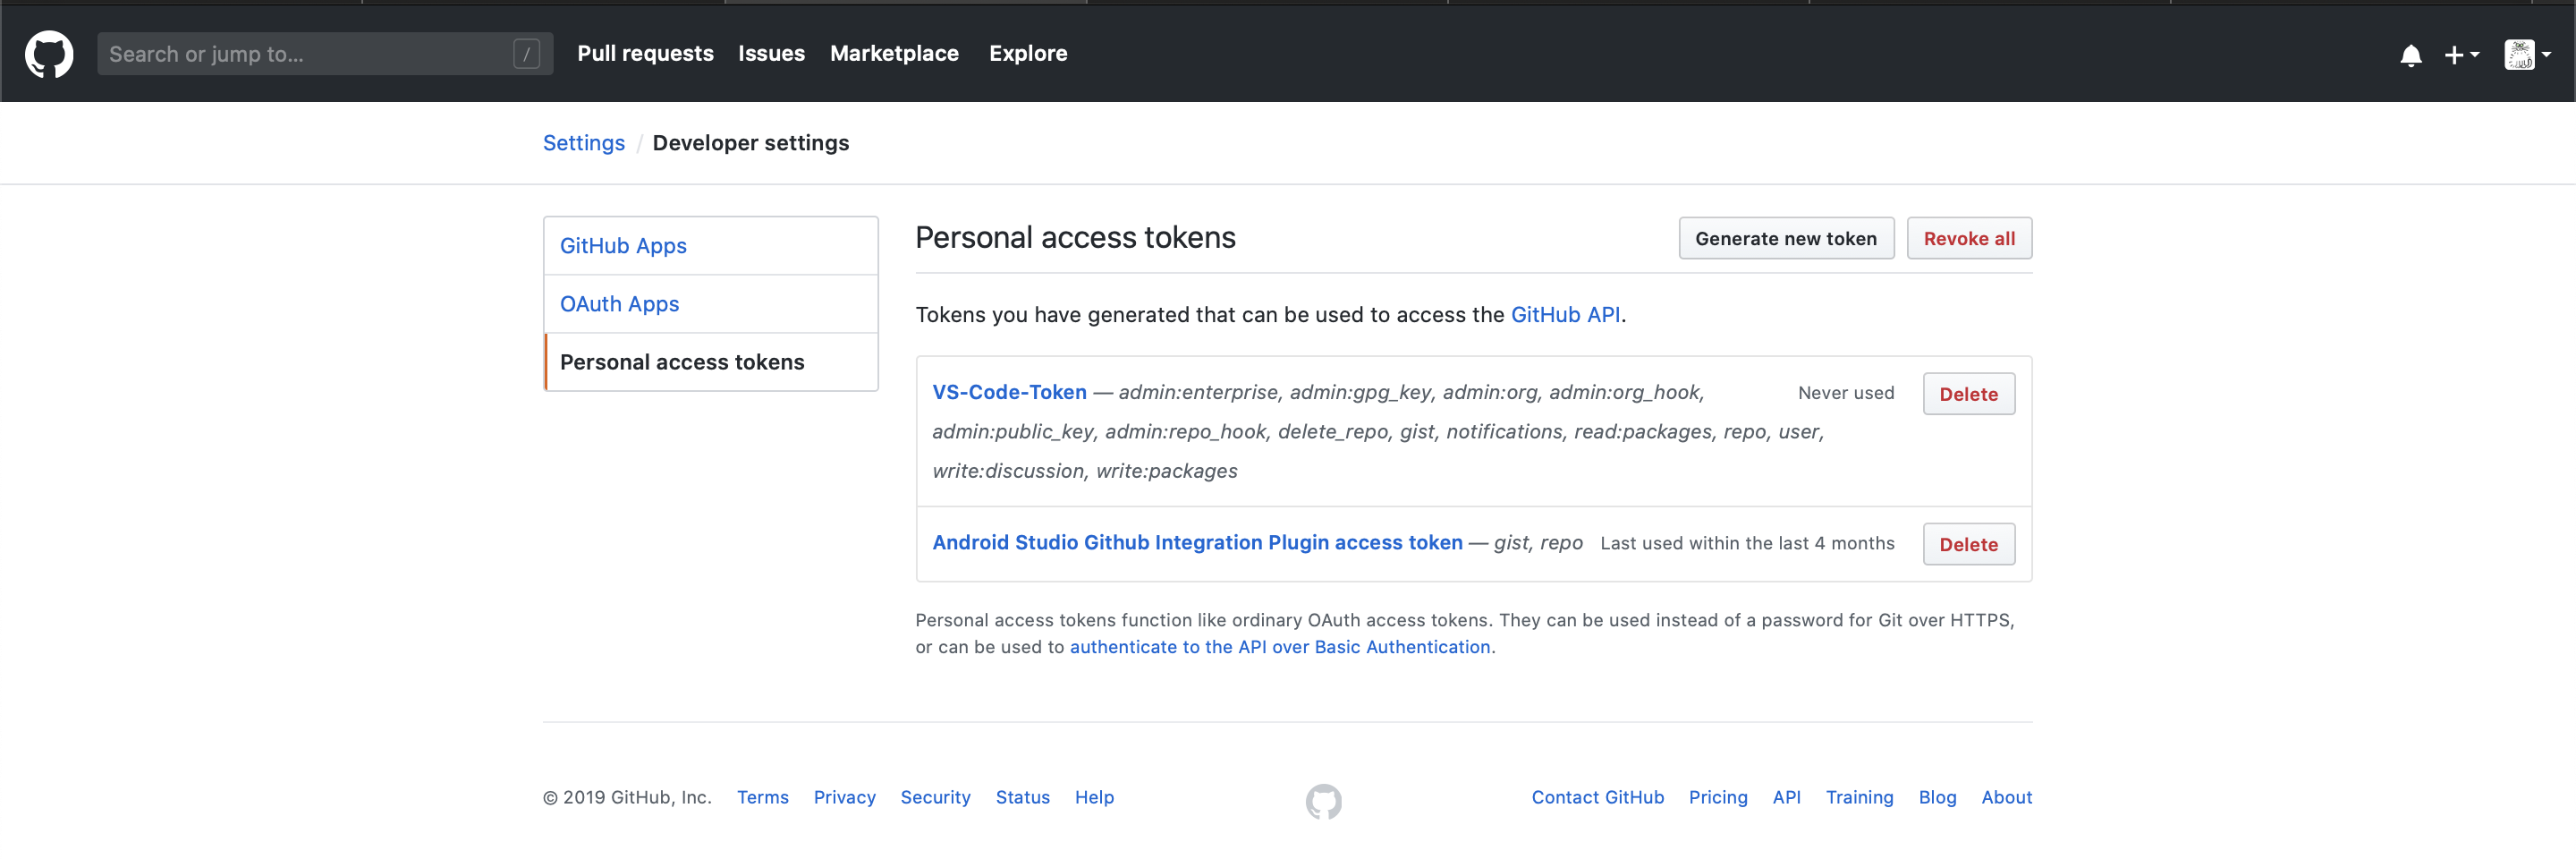 Search or jump to... /
Pull requests Issues Marketplace Explore
Settings / Developer settings
GitHub Apps
OAuth Apps
Personal access tokens
Personal access tokens
Generate new token
Revoke all
Tokens you have generated that can be used to access the GitHub API.
VS-Code-Token — admin:enterprise, admin:gpg_key, admin:org, admin:org_hook,
admin:public_key, admin:repo_hook, delete_repo, gist, notifications, read:packages, repo, user,
write:discussion, write:packages
Never used
Delete
Android Studio Github Integration Plugin access token — gist, repo
Last used within the last 4 months
Delete
Personal access tokens function like ordinary OAuth access tokens. They can be used instead of a password for Git over HTTPS,
or can be used to authenticate to the API over Basic Authentication.
© 2019 GitHub, Inc. Terms Privacy Security Status Help
Contact GitHub Pricing API Training Blog About